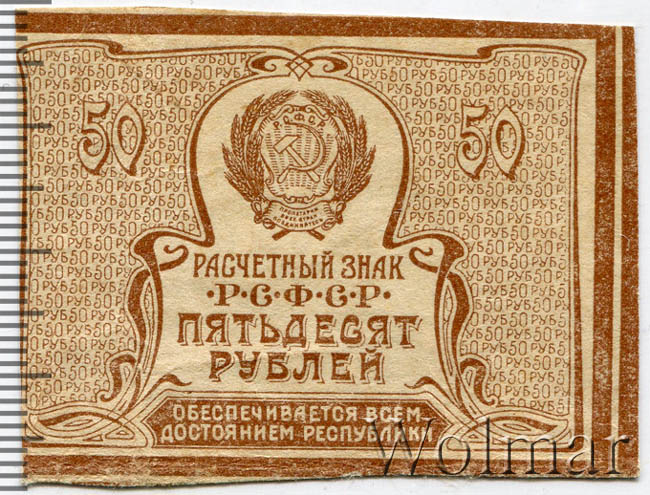 50 50
Р.С.Ф.С.Р.
РАСЧЕТНЫЙ ЗНАК
·Р·С·Ф·С·Р·
ПЯТЬДЕСЯТ
РУБЛЕЙ
ОБЕСПЕЧИВАЕТСЯ ВСЕМ
ДОСТОЯНИЕМ РЕСПУБЛИКИ
Wolmar